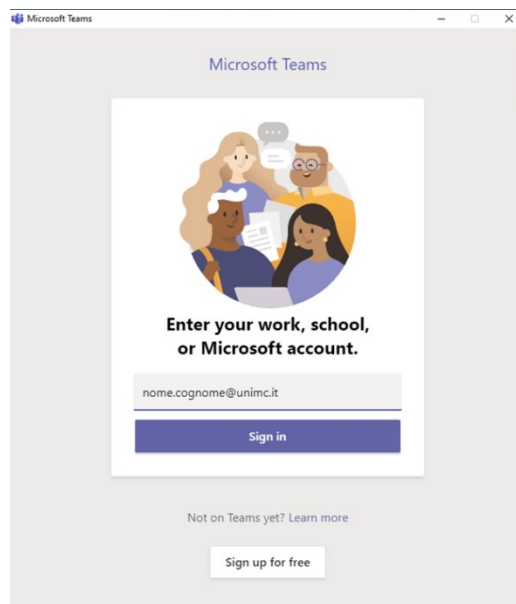 Microsoft Teams
Microsoft Teams
Enter your work, school,
or Microsoft account.
nome.cognome@unimc.it
Sign in
Not on Teams yet? Learn more
Sign up for free